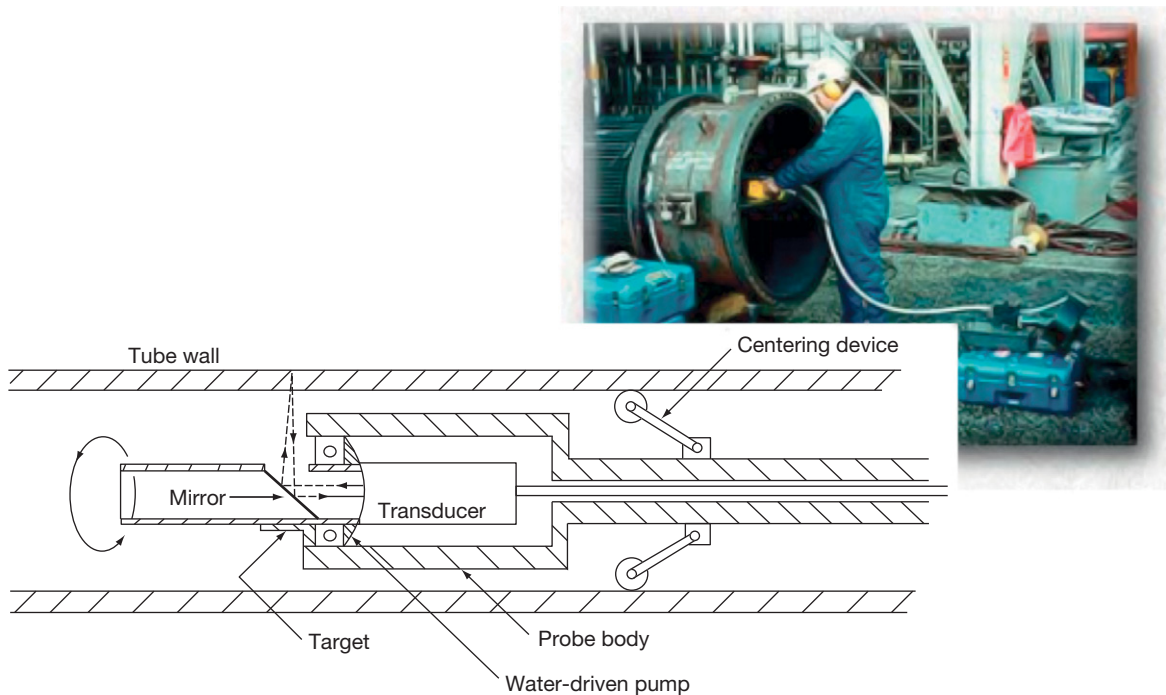 Tube wall
Centering device
Mirror
Transducer
Target
Probe body
Water-driven pump